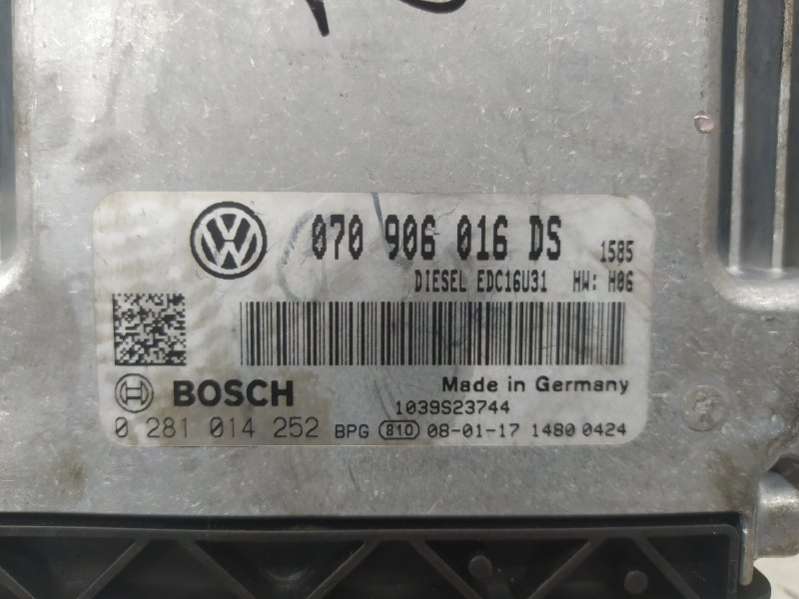 070 906 016 DS 1585
DIESEL EDC16U31 HW: H06
Made in Germany
BOSCH
1039S23744
0 281 014 252 BPG 810 08-01-17 1480 0424